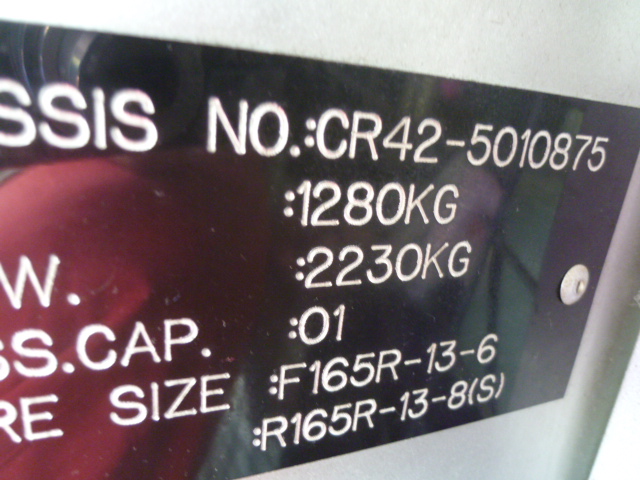 SSIS NO.:CR42-5010875
:1280KG
W. :2230KG
SS.CAP. :01
RE SIZE :F165R-13-6
:R165R-13-8(S)